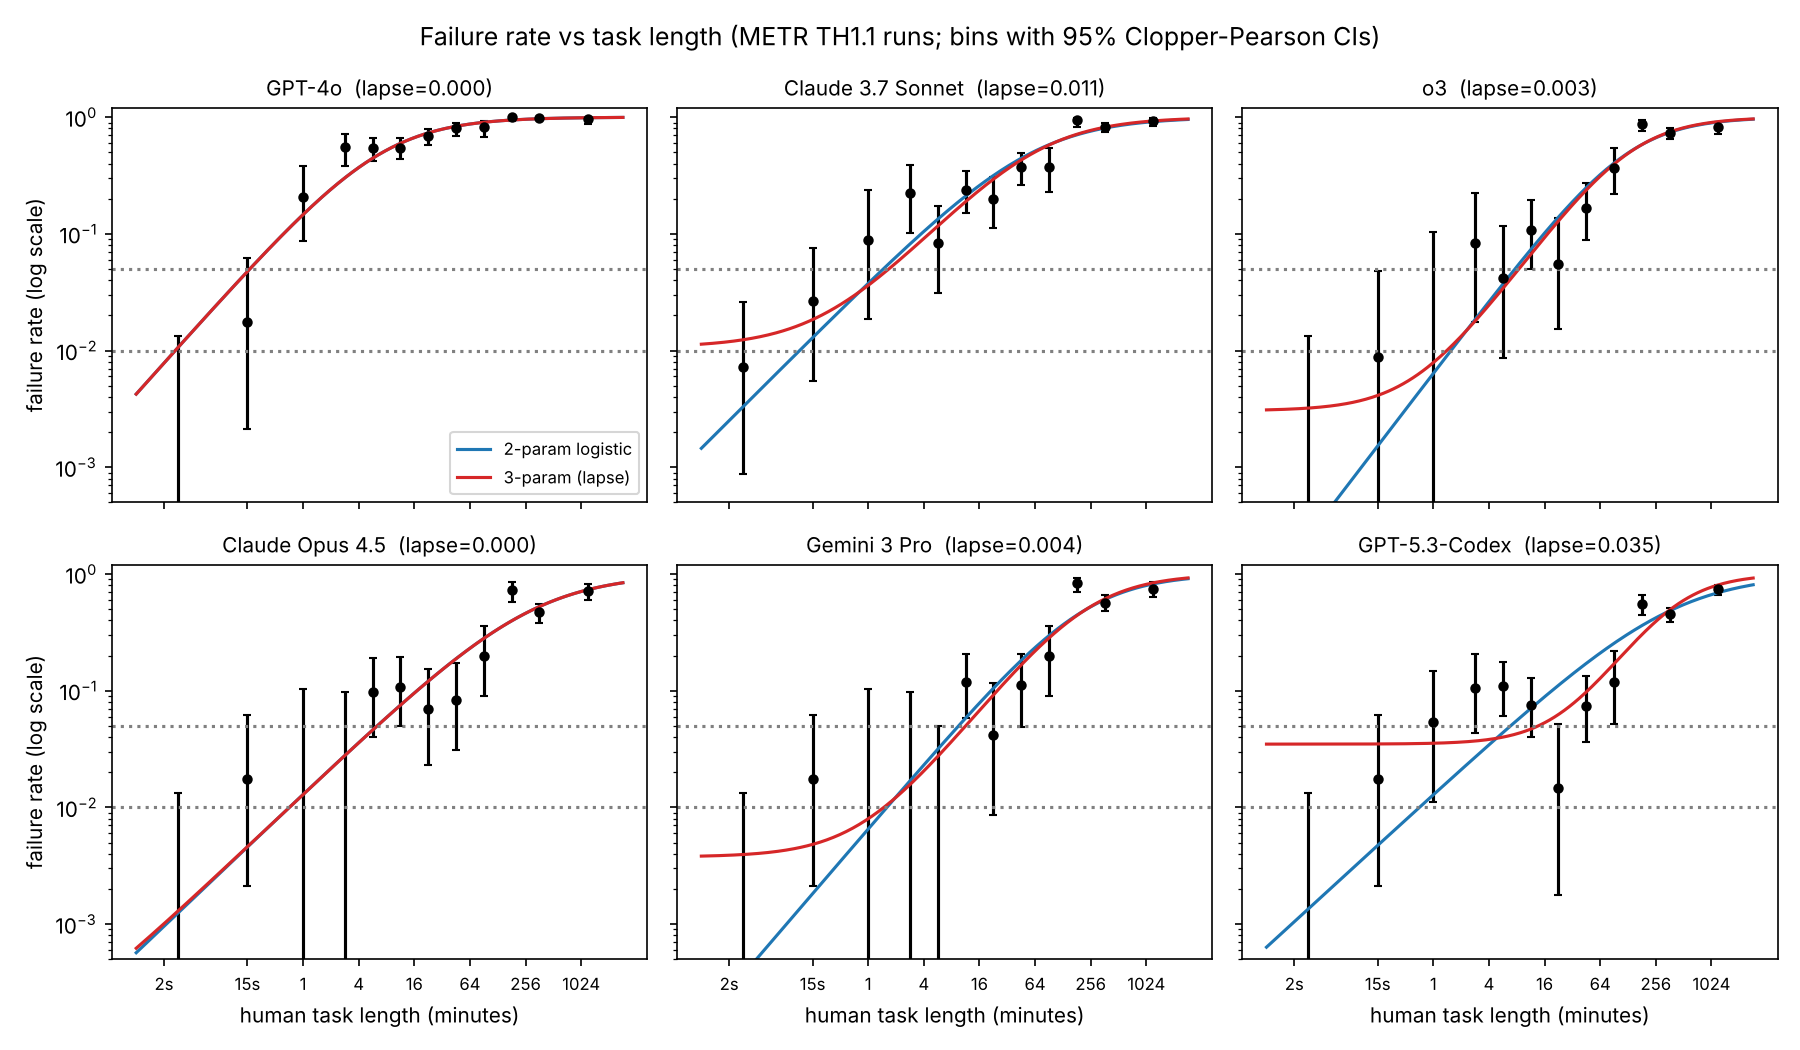 Failure rate vs task length (METR TH1.1 runs; bins with 95% Clopper-Pearson CIs)
GPT-4o (lapse=0.000)
Claude 3.7 Sonnet (lapse=0.011)
o3 (lapse=0.003)
failure rate (log scale)
10⁰
10⁻¹
10⁻²
10⁻³
2-param logistic
3-param (lapse)
Claude Opus 4.5 (lapse=0.000)
Gemini 3 Pro (lapse=0.004)
GPT-5.3-Codex (lapse=0.035)
failure rate (log scale)
10⁰
10⁻¹
10⁻²
10⁻³
2s 15s 1 4 16 64 256 1024
2s 15s 1 4 16 64 256 1024
2s 15s 1 4 16 64 256 1024
human task length (minutes)
human task length (minutes)
human task length (minutes)